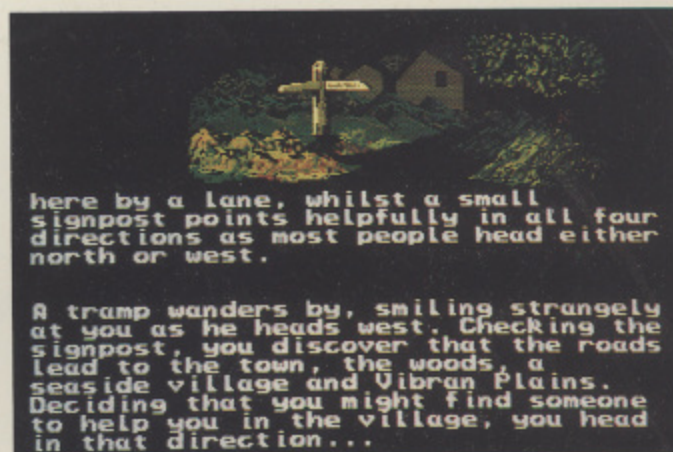 here by a lane, whilst a small
signpost points helpfully in all four
directions as most people head either
north or west.
A tramp wanders by, smiling strangely
at you as he heads west. Checking the
signpost, you discover that the roads
lead to the town, the woods, a
seaside village and Vibran Plains.
Deciding that you might find someone
to help you in the village, you head
in that direction...